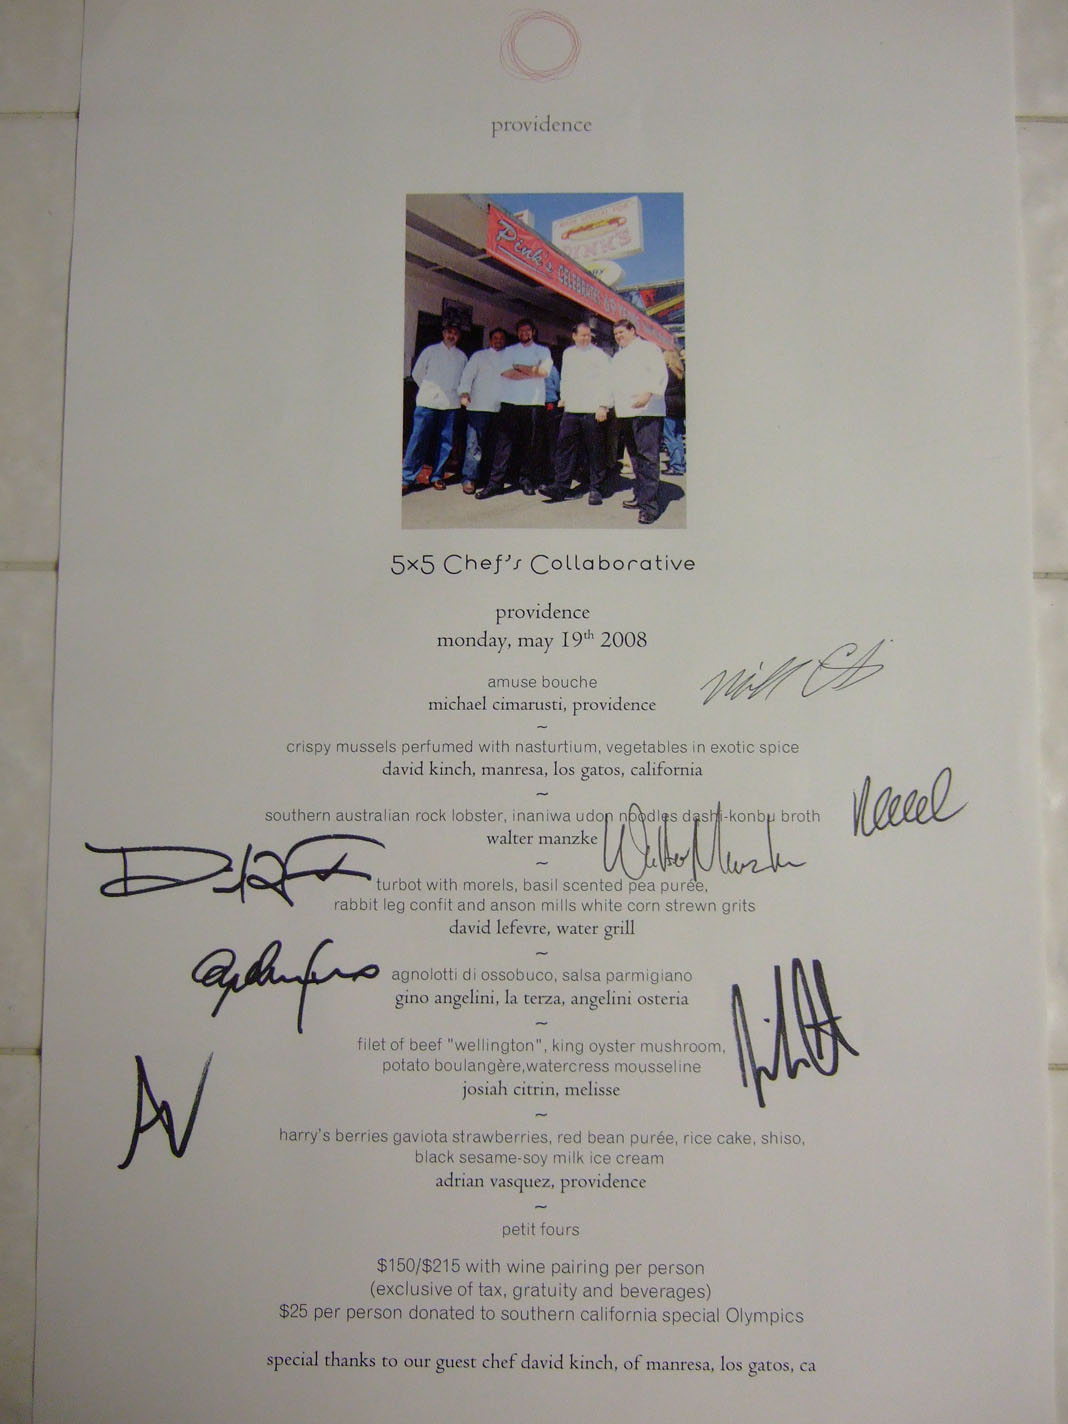 providence
Pink's
PINK'S
5x5 Chef's Collaborative
providence
monday, may 19th 2008
amuse bouche
michael cimarusti, providence
~
crispy mussels perfumed with nasturtium, vegetables in exotic spice
david kinch, manresa, los gatos, california
~
southern australian rock lobster, inaniwa udon noodles dashi-konbu broth
walter manzke
Walter Manzke
~
turbot with morels, basil scented pea purée,
rabbit leg confit and anson mills white corn strewn grits
david lefevre, water grill
~
agnolotti di ossobuco, salsa parmigiano
gino angelini, la terza, angelini osteria
~
filet of beef "wellington", king oyster mushroom,
potato boulangère,watercress mousseline
josiah citrin, melisse
AV
~
harry's berries gaviota strawberries, red bean purée, rice cake, shiso,
black sesame-soy milk ice cream
adrian vasquez, providence
~
petit fours
$150/$215 with wine pairing per person
(exclusive of tax, gratuity and beverages)
$25 per person donated to southern california special Olympics
special thanks to our guest chef david kinch, of manresa, los gatos, ca